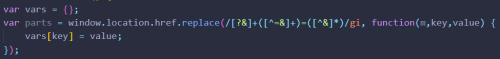 var vars = {};
var parts = window.location.href.replace(/[?&]+([^=&]+)=([^&]*)/gi, function(m,key,value) {
vars[key] = value;
});